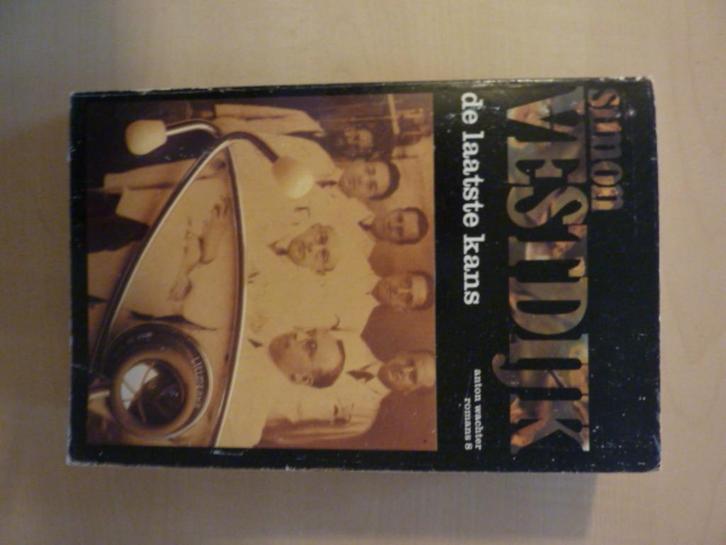 simon
VESTDIJK
de laatste kans
anton wachter
romans 8